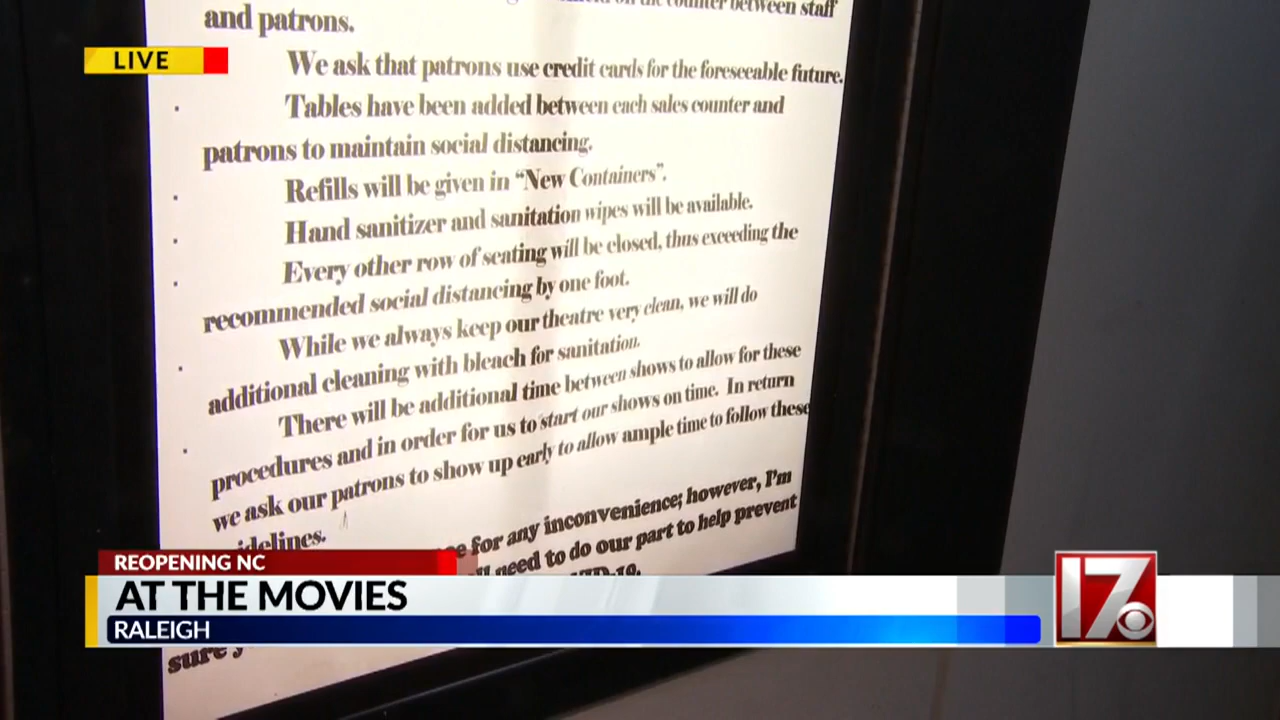 on the counter between staff
and patrons.
LIVE
We ask that patrons use credit cards for the foreseeable future.
· Tables have been added between each sales counter and
patrons to maintain social distancing.
· Refills will be given in “New Containers”.
· Hand sanitizer and sanitation wipes will be available.
· Every other row of seating will be closed, thus exceeding the
recommended social distancing by one foot.
· While we always keep our theatre very clean, we will do
additional cleaning with bleach for sanitation.
· There will be additional time between shows to allow for these
procedures and in order for us to start our shows on time. In return
we ask our patrons to show up early to allow ample time to follow these
for any inconvenience; however, I'm
need to do our part to help prevent
REOPENING NC
AT THE MOVIES
RALEIGH
17
sure